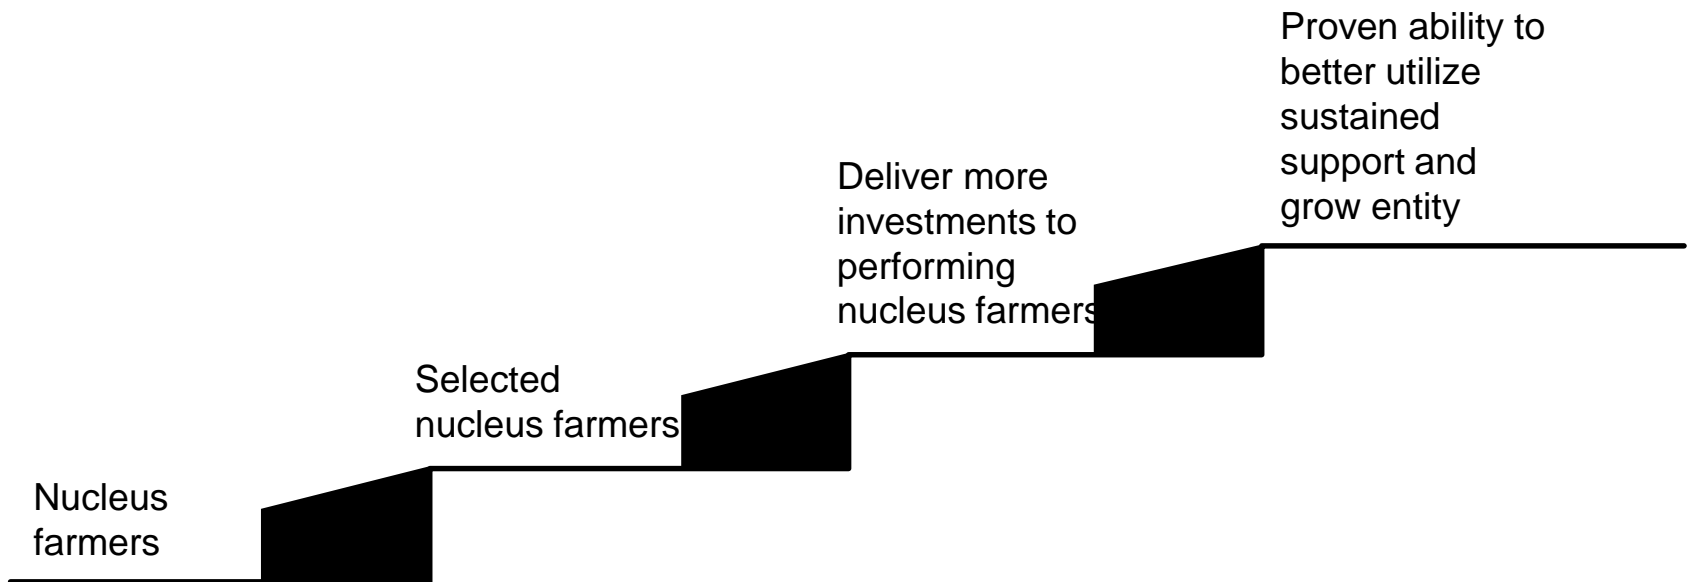 Nucleus
farmers
Selected
nucleus farmers
Deliver more
investments to
performing
nucleus farmers
Proven ability to
better utilize
sustained
support and
grow entity